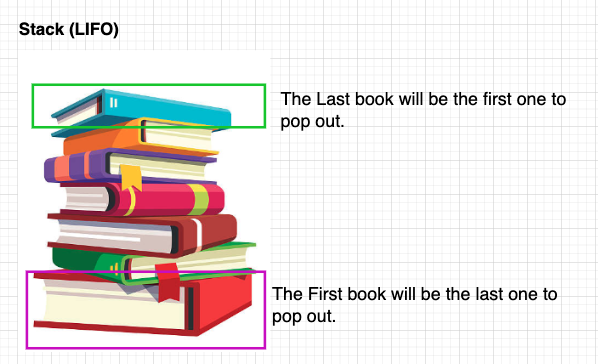 Stack (LIFO)
The Last book will be the first one to
pop out.
The First book will be the last one to
pop out.